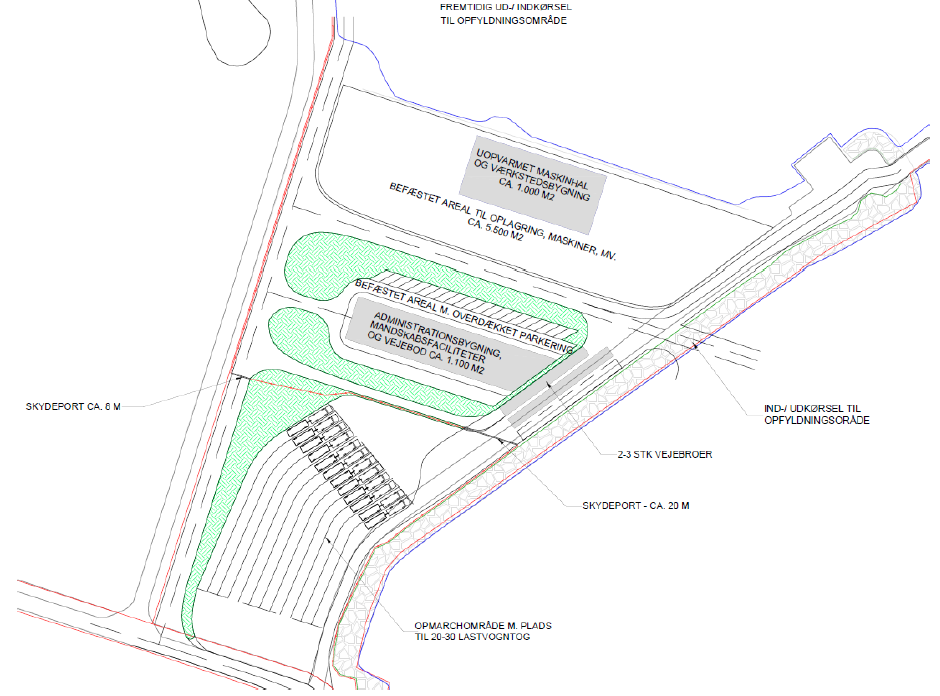 FREMTIDIG UD-/ INDKØRSEL
TIL OPFYLDNINGSOMRÅDE
UOPVARMET MASKINHAL
OG VÆRKSTEDSBYGNING
CA. 1.000 M2
BEFÆSTET AREAL TIL OPLAGRING, MASKINER, MV.
CA. 5.500 M2
BEFÆSTET AREAL M. OVERDÆKKET PARKERING
ADMINISTRATIONSBYGNING,
MANDSKABSFACILITETER
OG VEJEBOD CA. 1.100 M2
SKYDEPORT CA. 8 M
IND-/ UDKØRSEL TIL
OPFYLDNINGSORÅDE
2-3 STK VEJEBROER
SKYDEPORT - CA. 20 M
OPMARCHOMRÅDE M. PLADS
TIL 20-30 LASTVOGNTOG